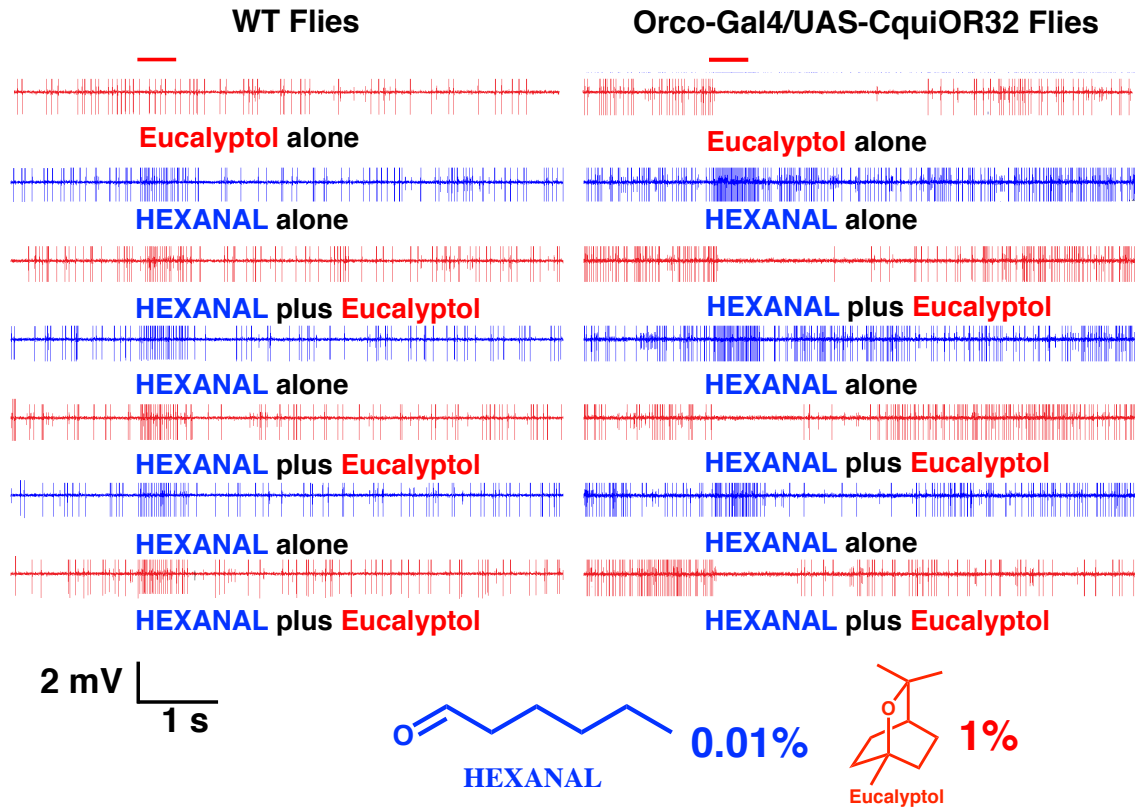 WT Flies
Orco-Gal4/UAS-CquiOR32 Flies
Eucalyptol alone
Eucalyptol alone
HEXANAL alone
HEXANAL alone
HEXANAL plus Eucalyptol
HEXANAL plus Eucalyptol
HEXANAL alone
HEXANAL alone
HEXANAL plus Eucalyptol
HEXANAL plus Eucalyptol
HEXANAL alone
HEXANAL alone
HEXANAL plus Eucalyptol
HEXANAL plus Eucalyptol
2 mV
1 s
O
HEXANAL
0.01%
O
1%
Eucalyptol